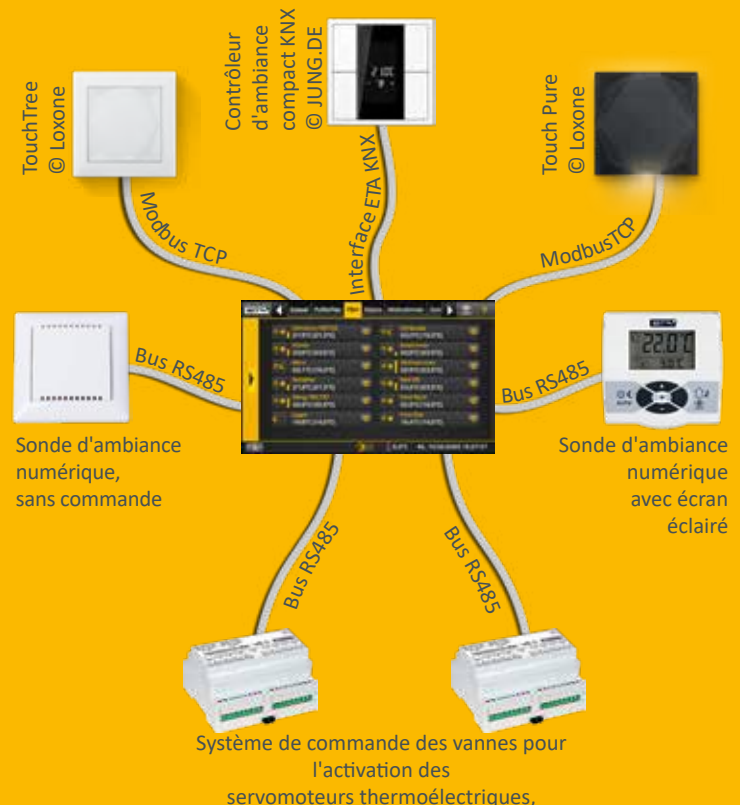 Contrôleur
d'ambiance
compact KNX
© JUNG.DE
TouchTree
© Loxone
Touch Pure
© Loxone
Modbus TCP
Interface ETA KNX
ModbusTCP
Bus RS485
Bus RS485
22.0°C
AUTO
Sonde d'ambiance
numérique,
sans commande
Sonde d'ambiance
numérique
avec écran
éclairé
Bus RS485
Bus RS485
Système de commande des vannes pour
l'activation des
servomoteurs thermoélectriques,